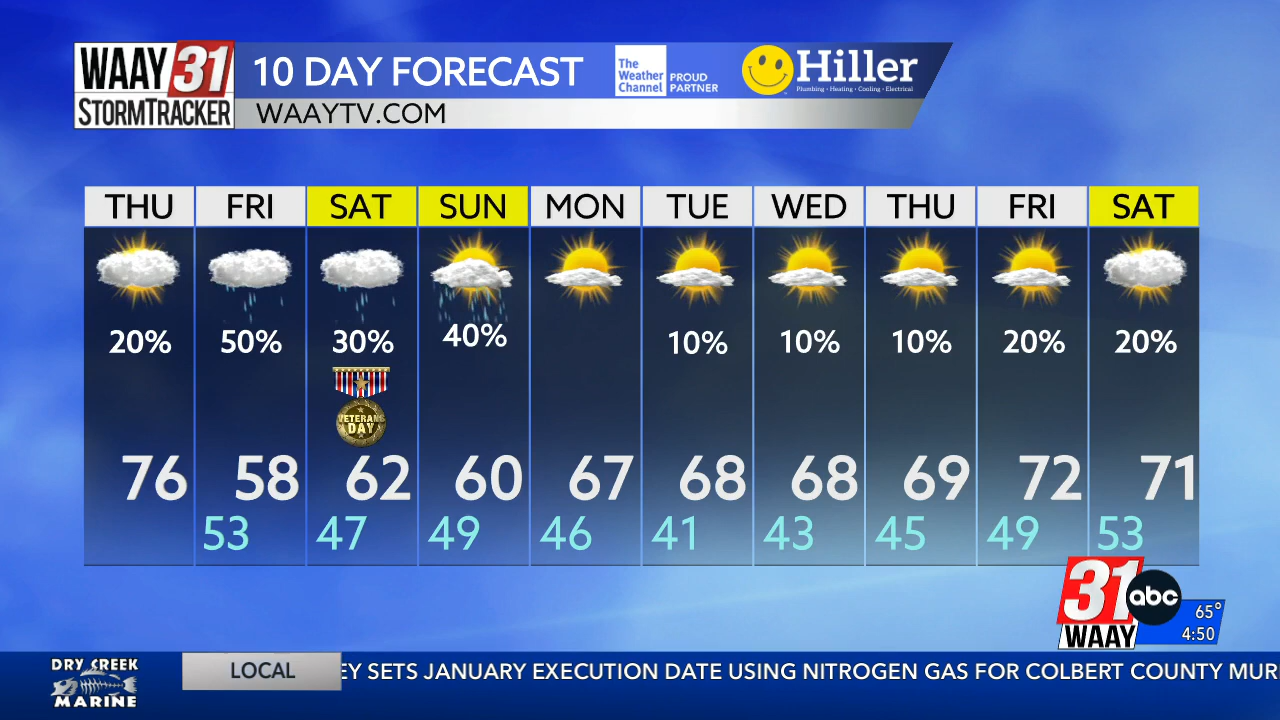 WAAY 31
STORMTRACKER
10 DAY FORECAST
WAAYTV.COM
The
Weather
Channel
PROUD
PARTNER
Hiller
Plumbing • Heating • Cooling • Electrical
THU FRI SAT SUN MON TUE WED THU FRI SAT
20% 50% 30% 40% 10% 10% 10% 20% 20%
VETERANS
DAY
76 58 62 60 67 68 68 69 72 71
53 47 49 46 41 43 45 49 53
31 abc
WAAY
65°
4:50
DRY CREEK
MARINE
LOCAL
EY SETS JANUARY EXECUTION DATE USING NITROGEN GAS FOR COLBERT COUNTY MUR